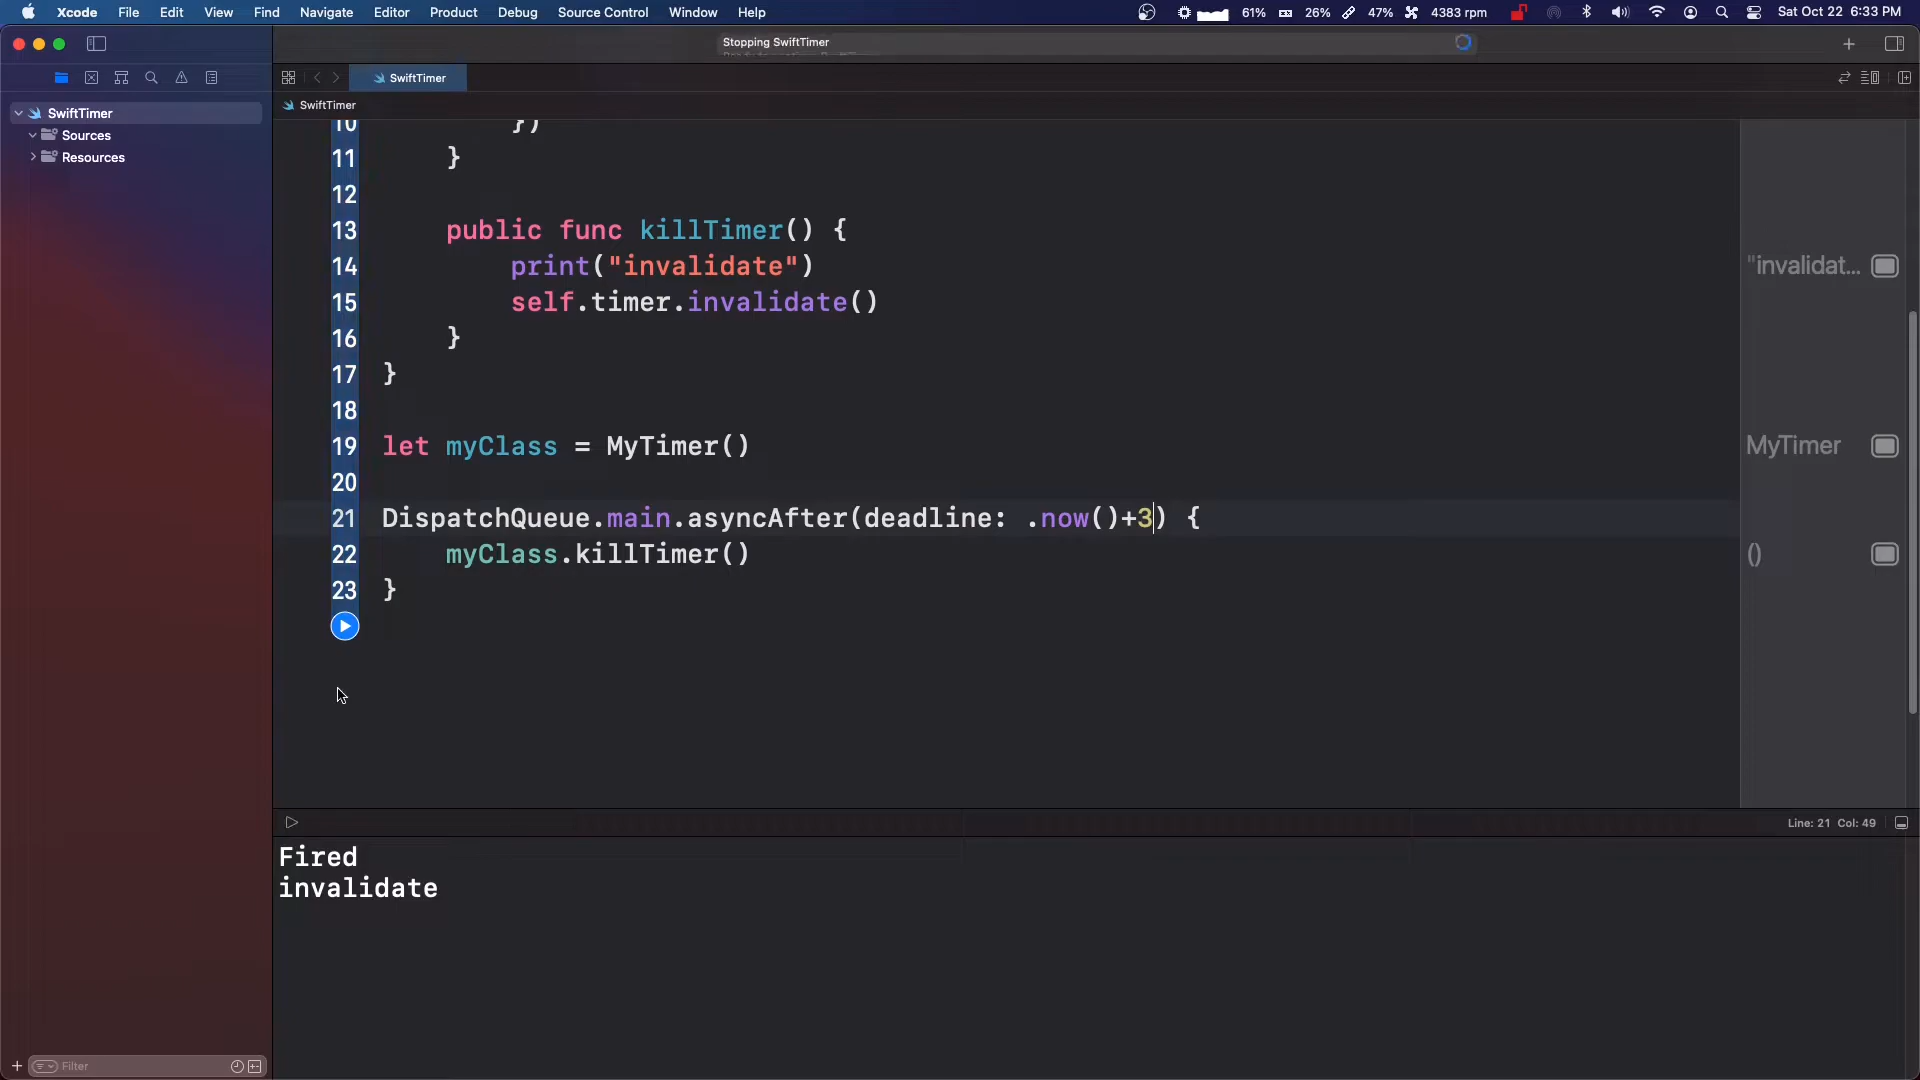 Xcode File Edit View Find Navigate Editor Product Debug Source Control Window Help 61% 26% 47% 4383 rpm Sat Oct 22 6:33 PM
Stopping SwiftTimer
SwiftTimer
SwiftTimer
SwiftTimer
Sources
Resources
10 })
11 }
12
13 public func killTimer() {
14 print("invalidate")
"invalidat...
15 self.timer.invalidate()
16 }
17 }
18
19 let myClass = MyTimer()
MyTimer
20
21 DispatchQueue.main.asyncAfter(deadline: .now()+3) {
22 myClass.killTimer()
()
23 }
Line: 21 Col: 49
Fired
invalidate
Filter